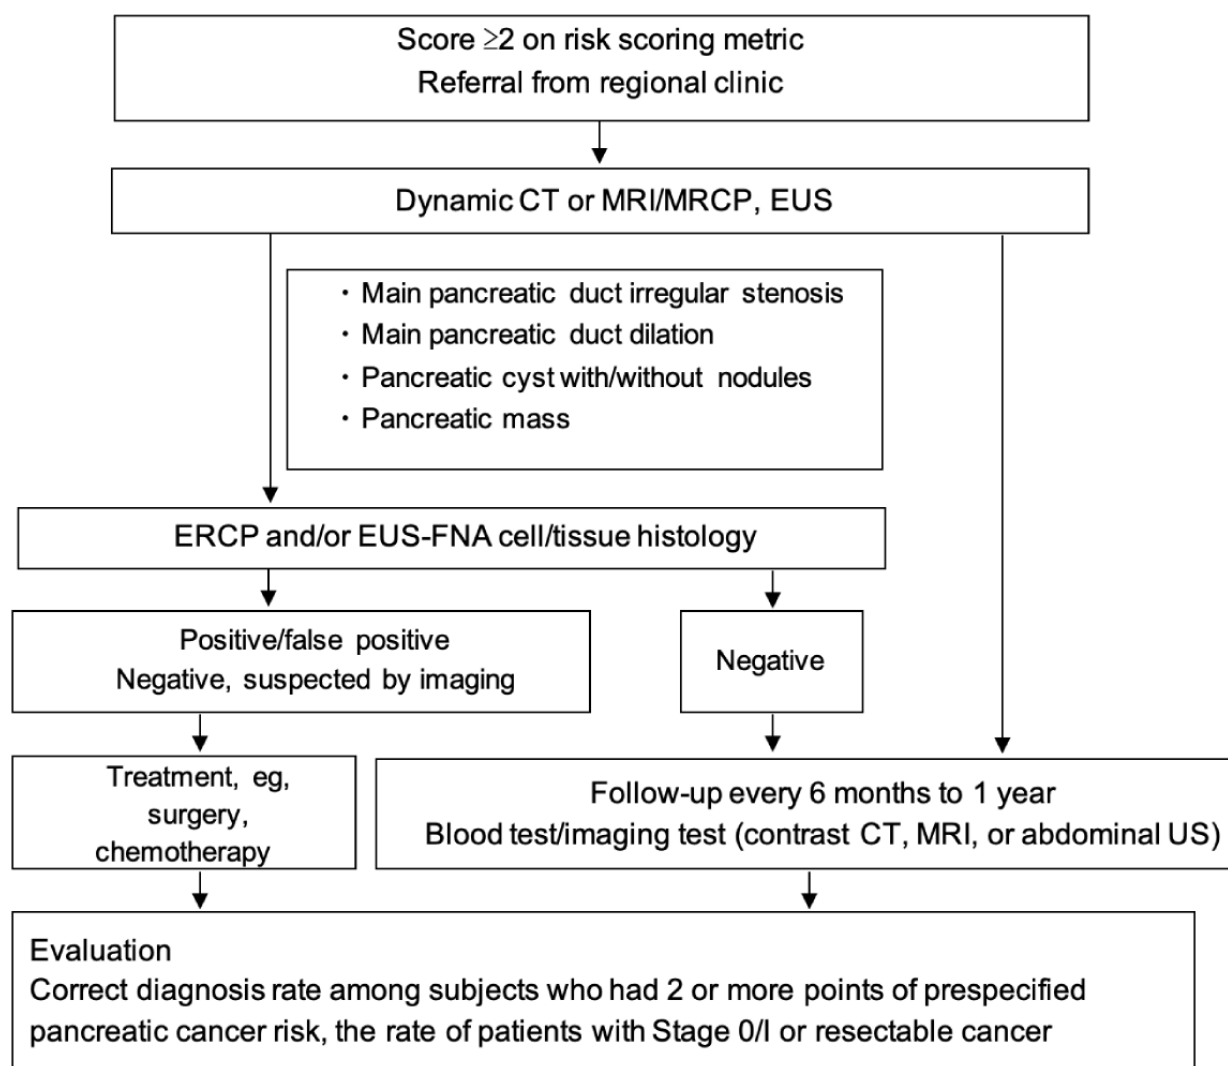 Score ≥2 on risk scoring metric
Referral from regional clinic
Dynamic CT or MRI/MRCP, EUS
・Main pancreatic duct irregular stenosis
・Main pancreatic duct dilation
・Pancreatic cyst with/without nodules
・Pancreatic mass
ERCP and/or EUS-FNA cell/tissue histology
Positive/false positive
Negative, suspected by imaging
Negative
Treatment, eg,
surgery,
chemotherapy
Follow-up every 6 months to 1 year
Blood test/imaging test (contrast CT, MRI, or abdominal US)
Evaluation
Correct diagnosis rate among subjects who had 2 or more points of prespecified
pancreatic cancer risk, the rate of patients with Stage 0/I or resectable cancer